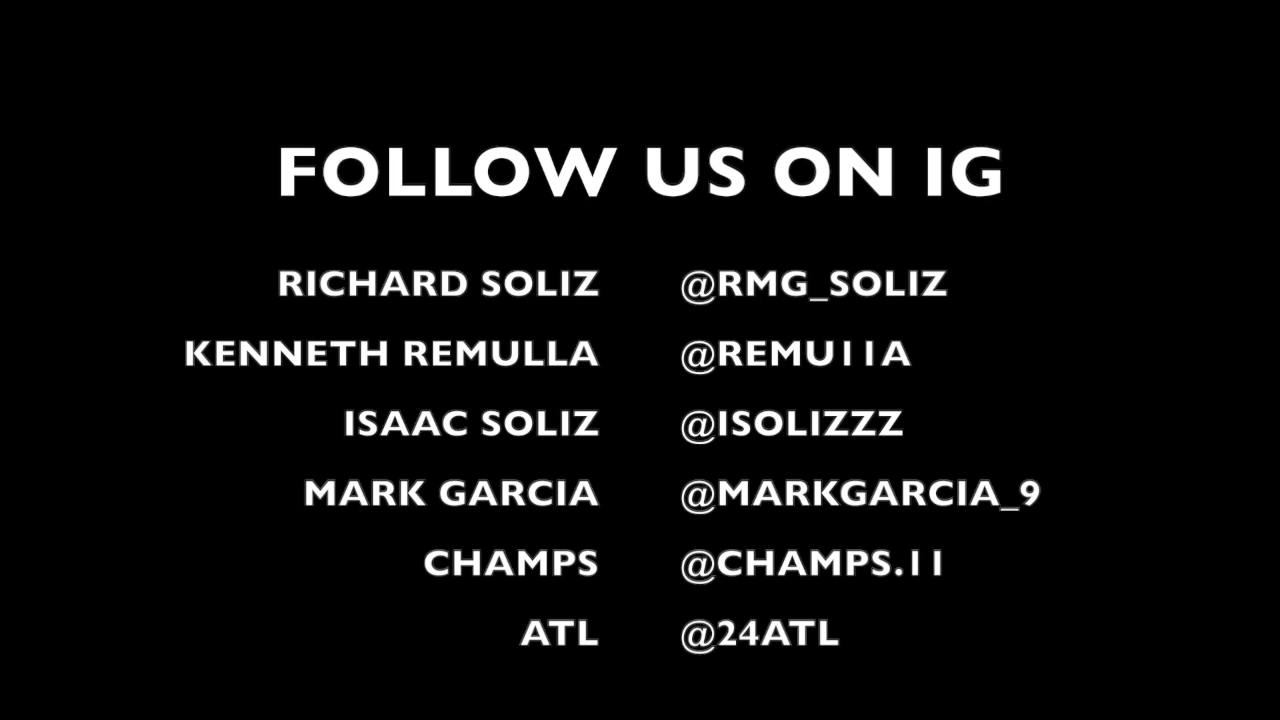 FOLLOW US ON IG
RICHARD SOLIZ @RMG_SOLIZ
KENNETH REMULLA @REMU11A
ISAAC SOLIZ @ISOLIZZZ
MARK GARCIA @MARKGARCIA_9
CHAMPS @CHAMPS.11
ATL @24ATL